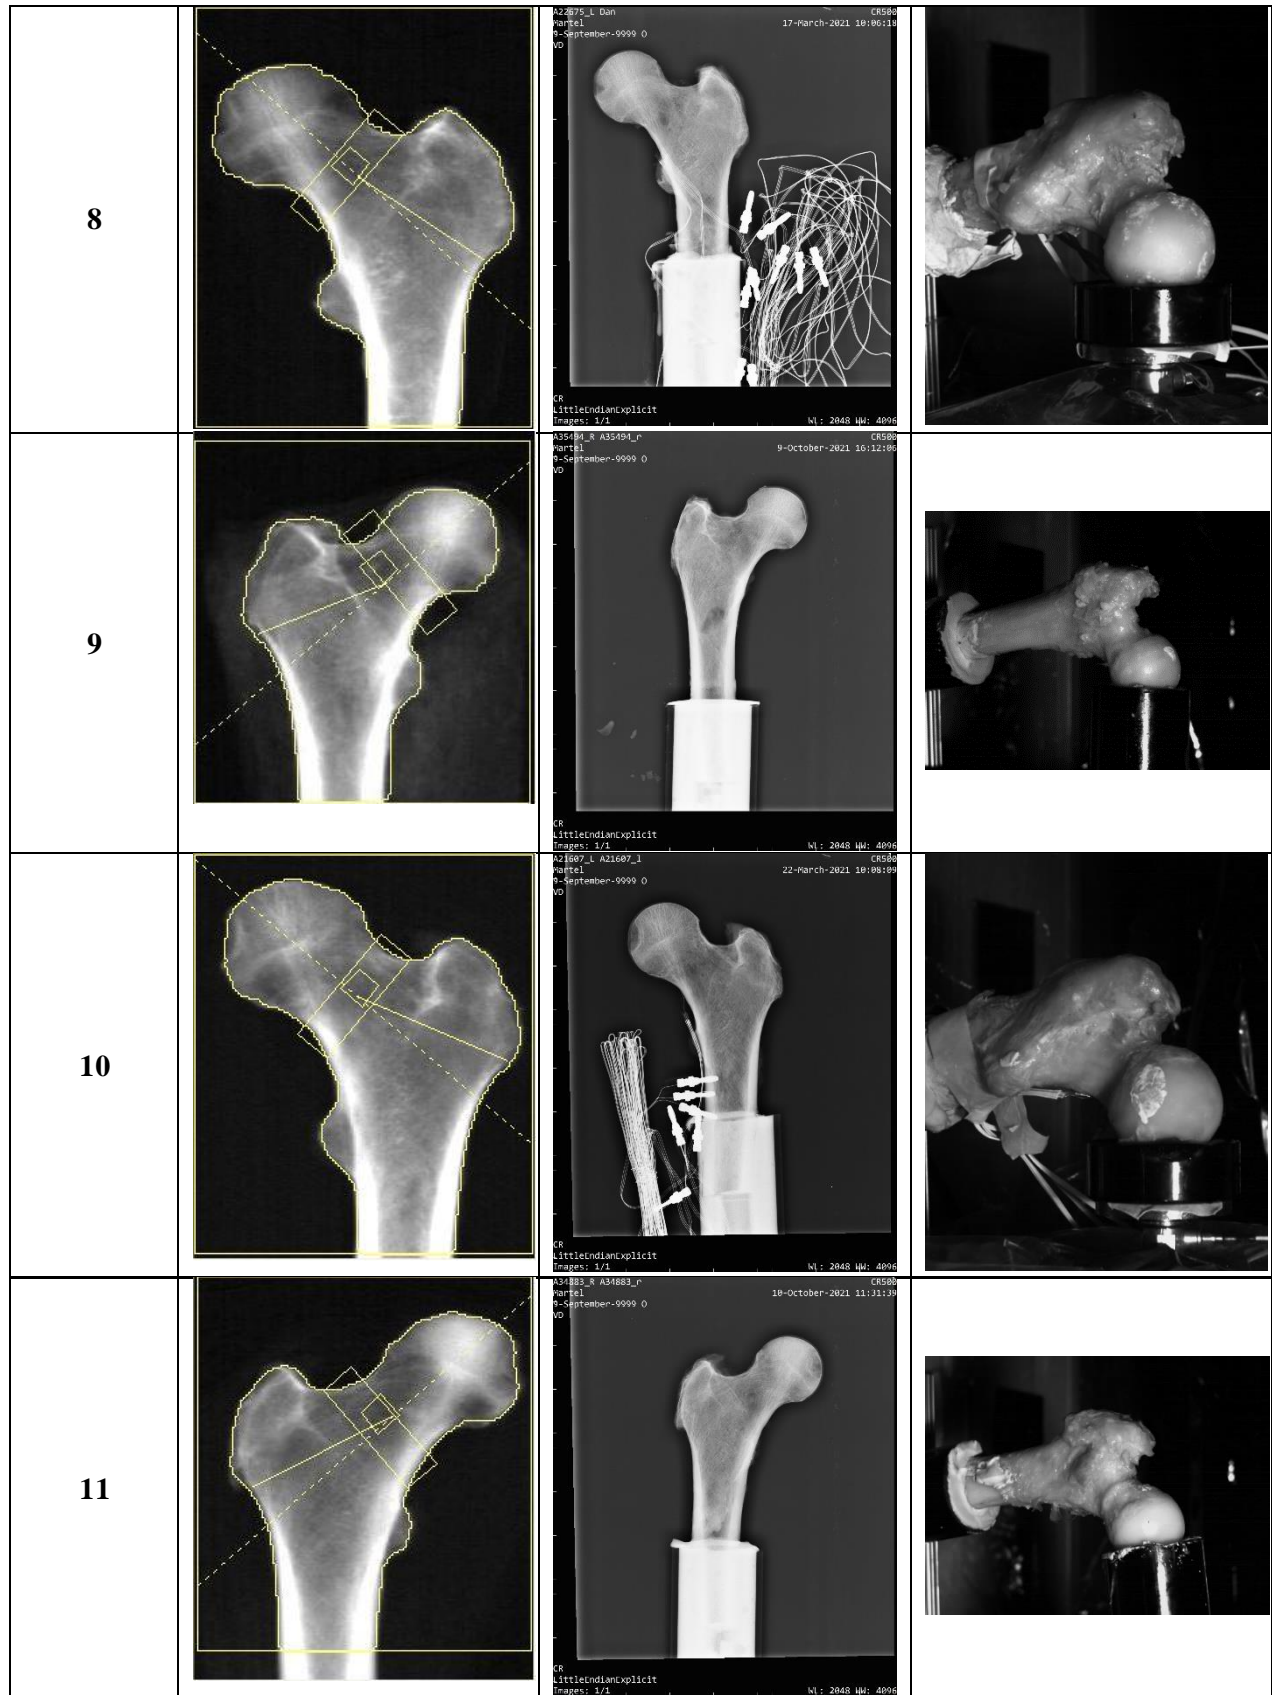 8
A22675_L Dan
CR500
Martel
17-March-2021 10:06:18
9-September-9999 O
VD
CR
LittleEndianExplicit
Images: 1/1
WL: 2048 WW: 4096
9
A35494_R A35494_r
CR500
Martel
9-October-2021 16:12:06
9-September-9999 O
VD
CR
LittleEndianExplicit
Images: 1/1
WL: 2048 WW: 4096
10
A21607_L A21607_l
CR500
Martel
22-March-2021 10:08:09
9-September-9999 O
VD
CR
LittleEndianExplicit
Images: 1/1
WL: 2048 WW: 4096
11
A34883_R A34883_r
CR500
Martel
10-October-2021 11:31:39
9-September-9999 O
VD
CR
LittleEndianExplicit
Images: 1/1
WL: 2048 WW: 4096